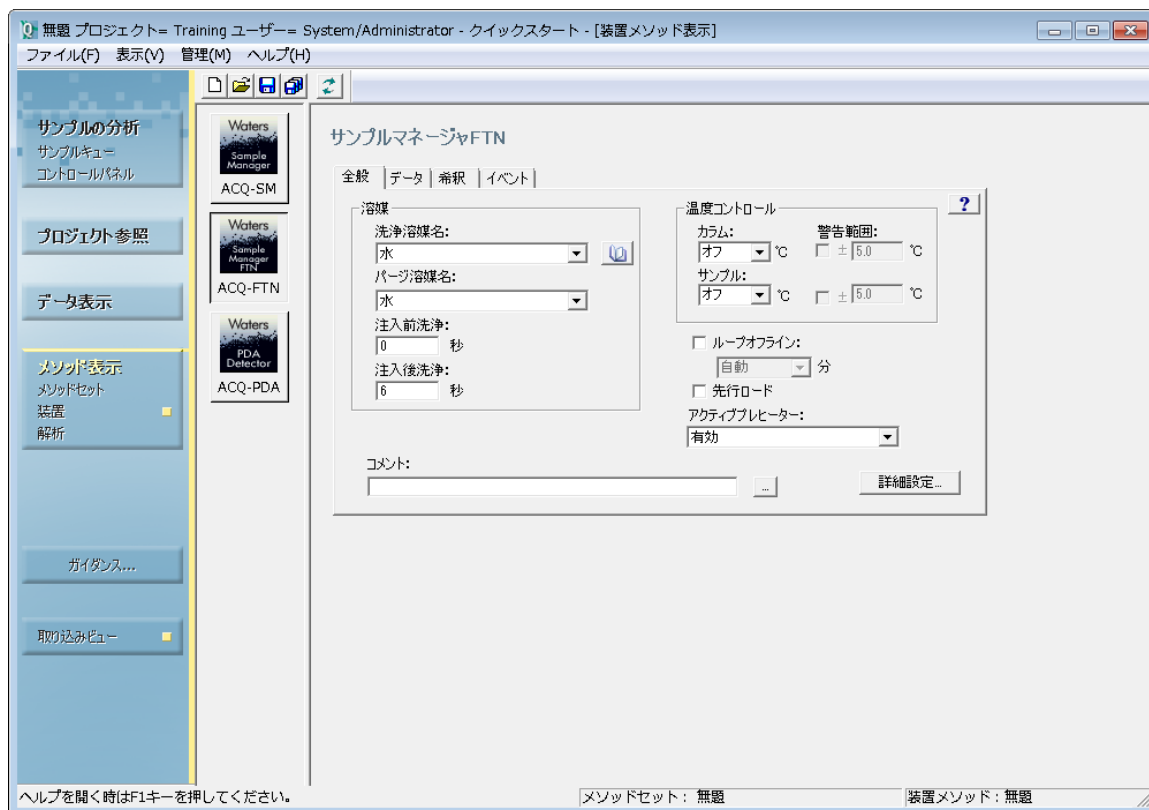 無題 プロジェクト= Training ユーザー= System/Administrator - クイックスタート - [装置メソッド表示]
ファイル(F) 表示(V) 管理(M) ヘルプ(H)
サンプルの分析
サンプルキュー
コントロールパネル
プロジェクト参照
データ表示
メソッド表示
メソッドセット
装置
解析
ガイダンス...
取り込みビュー
Waters
Sample
Manager
ACQ-SM
Waters
Sample
Manager
FTN
ACQ-FTN
Waters
PDA
Detector
ACQ-PDA
サンプルマネージャFTN
全般 データ 希釈 イベント
溶媒
洗浄溶媒名:
水
パージ溶媒名:
水
注入前洗浄:
0 秒
注入後洗浄:
6 秒
温度コントロール
?
カラム: 警告範囲:
オフ ℃ ± 5.0 ℃
サンプル:
オフ ℃ ± 5.0 ℃
ループオフライン:
自動 分
先行ロード
アクティブプレヒーター:
有効
コメント:
...
詳細設定...
ヘルプを開く時はF1キーを押してください。
メソッドセット: 無題
装置メソッド:無題